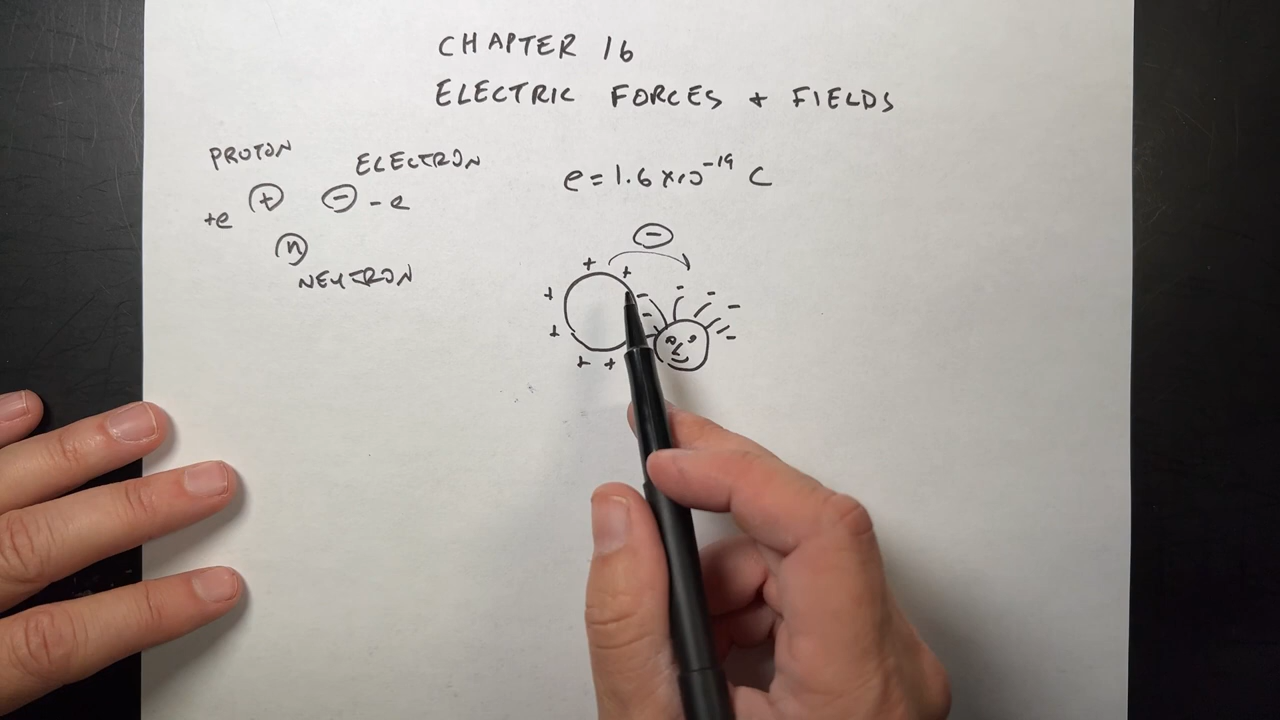 CHAPTER 16
ELECTRIC FORCES + FIELDS
PROTON
ELECTRON
e = 1.6 x 10^-19 C
+e + - - e
n
NEUTRON
-
+ +
+ - - - -
- -
+ -
+ +